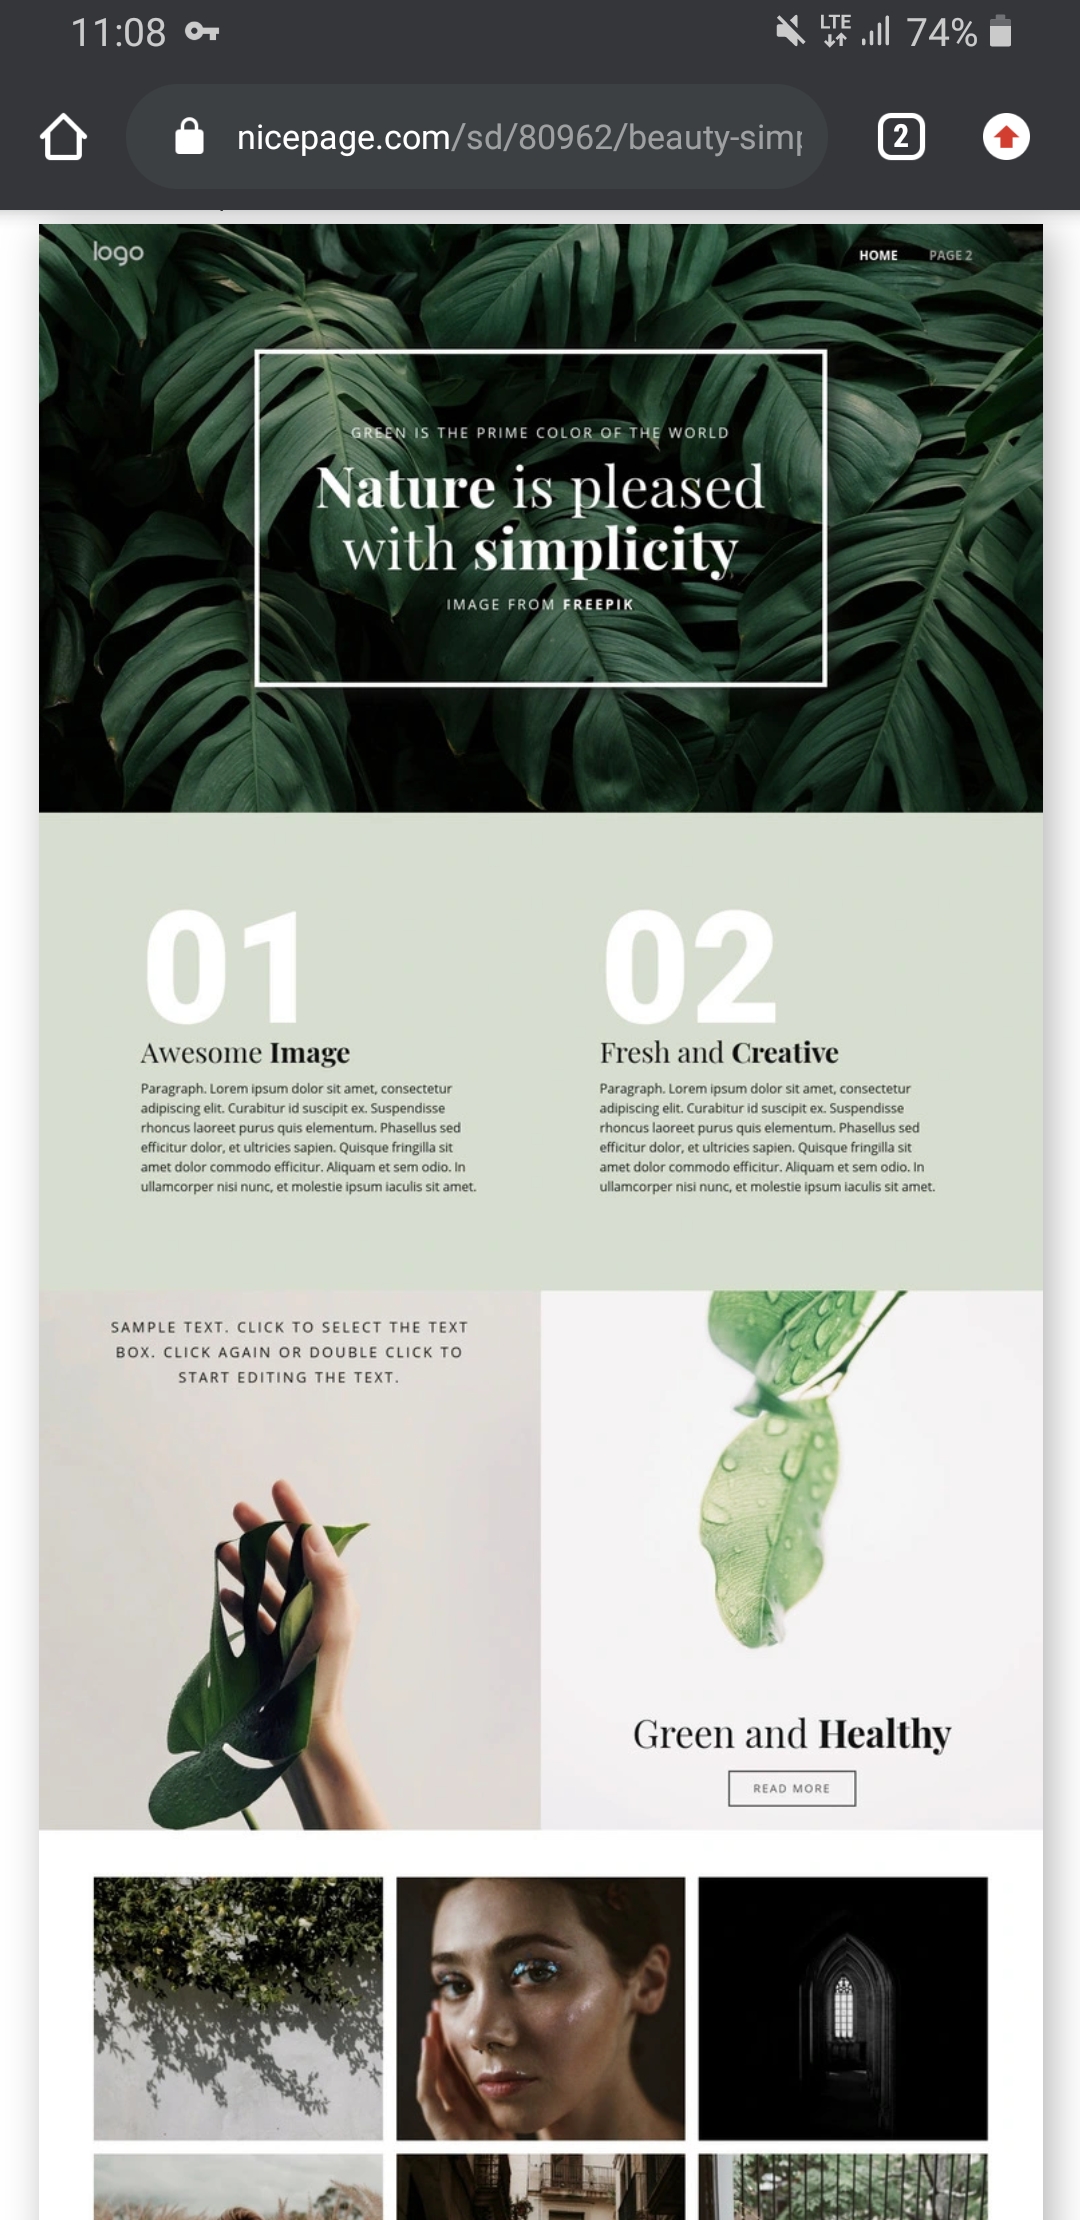 11:08
LTE
74%
nicepage.com/sd/80962/beauty-simp
2
logo
HOME PAGE 2
GREEN IS THE PRIME COLOR OF THE WORLD
Nature is pleased
with simplicity
IMAGE FROM FREEPIK
01
Awesome Image
Paragraph. Lorem ipsum dolor sit amet, consectetur
adipiscing elit. Curabitur id suscipit ex. Suspendisse
rhoncus laoreet purus quis elementum. Phasellus sed
efficitur dolor, et ultricies sapien. Quisque fringilla sit
amet dolor commodo efficitur. Aliquam et sem odio. In
ullamcorper nisi nunc, et molestie ipsum iaculis sit amet.
02
Fresh and Creative
Paragraph. Lorem ipsum dolor sit amet, consectetur
adipiscing elit. Curabitur id suscipit ex. Suspendisse
rhoncus laoreet purus quis elementum. Phasellus sed
efficitur dolor, et ultricies sapien. Quisque fringilla sit
amet dolor commodo efficitur. Aliquam et sem odio. In
ullamcorper nisi nunc, et molestie ipsum iaculis sit amet.
SAMPLE TEXT. CLICK TO SELECT THE TEXT
BOX. CLICK AGAIN OR DOUBLE CLICK TO
START EDITING THE TEXT.
Green and Healthy
READ MORE